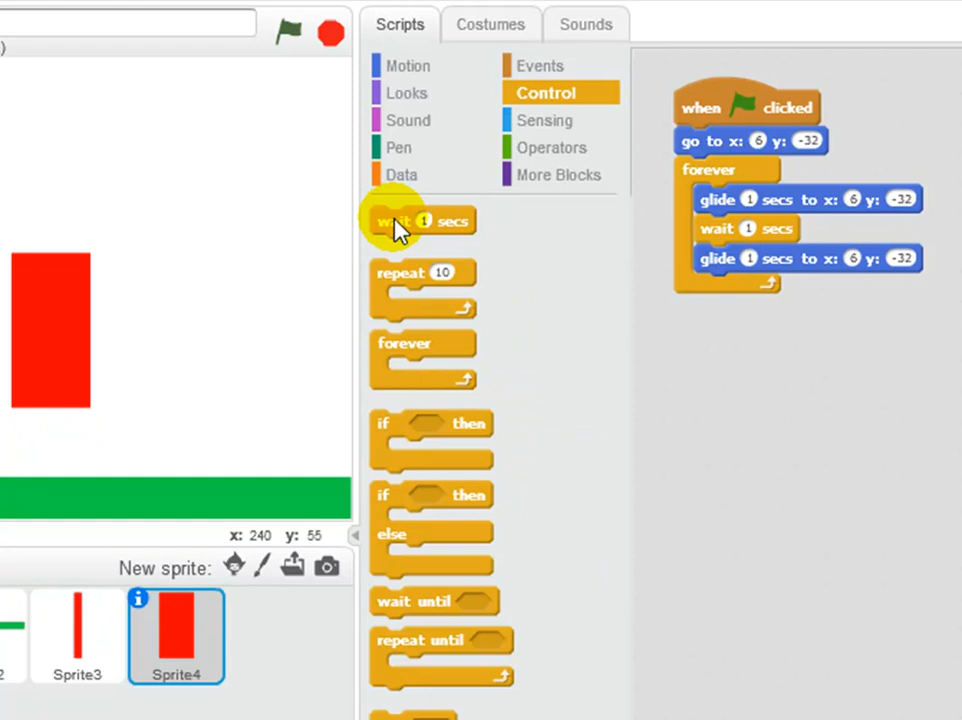 )
Scripts Costumes Sounds
Motion Events
Looks Control
Sound Sensing
Pen Operators
Data More Blocks
wait 1 secs
repeat 10
forever
if then
if then
else
wait until
repeat until
when clicked
go to x: 6 y: -32
forever
glide 1 secs to x: 6 y: -32
wait 1 secs
glide 1 secs to x: 6 y: -32
x: 240 y: 55
New sprite:
2 Sprite3 Sprite4